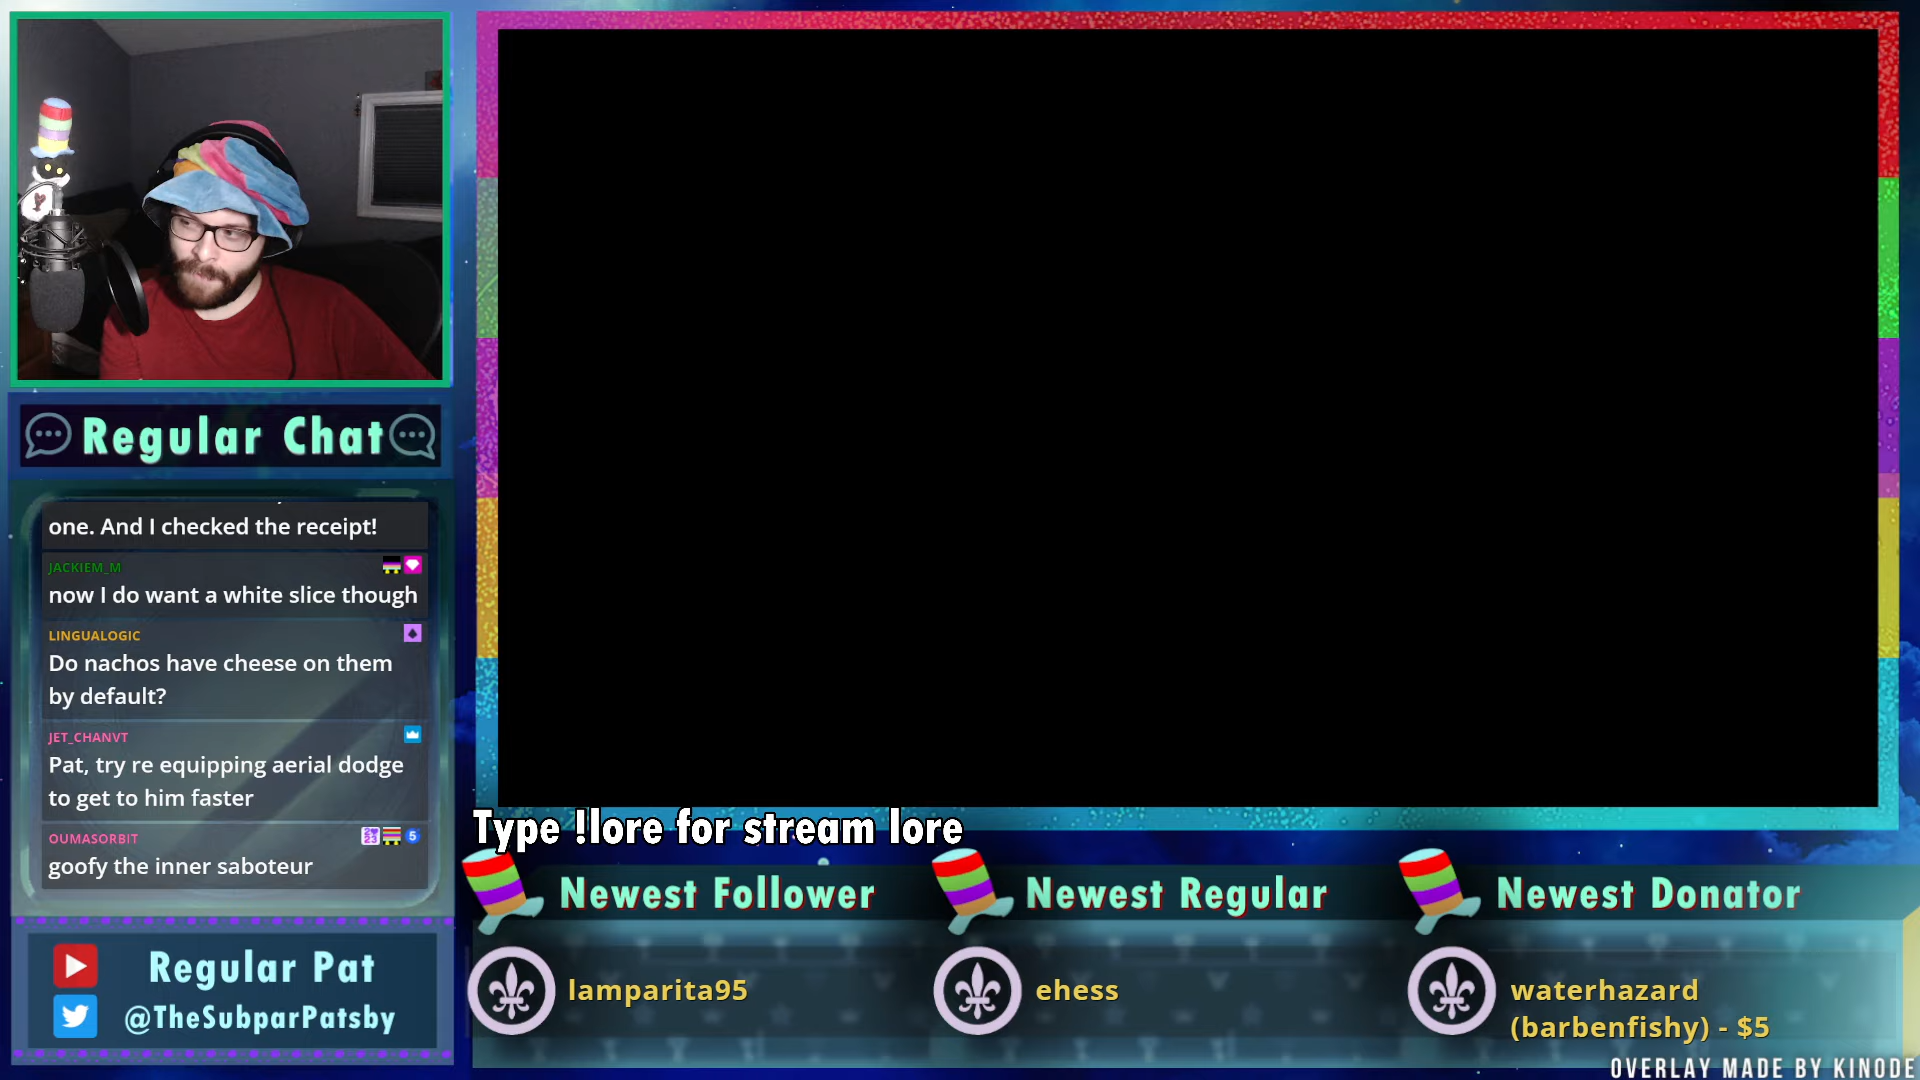 Regular Chat
one. And I checked the receipt!
JACKIEM_M
now I do want a white slice though
LINGUALOGIC
Do nachos have cheese on them
by default?
JET_CHANVT
Pat, try re equipping aerial dodge
to get to him faster
OUMASORBIT
2023
5
goofy the inner saboteur
Regular Pat
@TheSubparPatsby
Type !lore for stream lore
Newest Follower
lamparita95
Newest Regular
ehess
Newest Donator
waterhazard
(barbenfishy) - $5
OVERLAY MADE BY KINODE